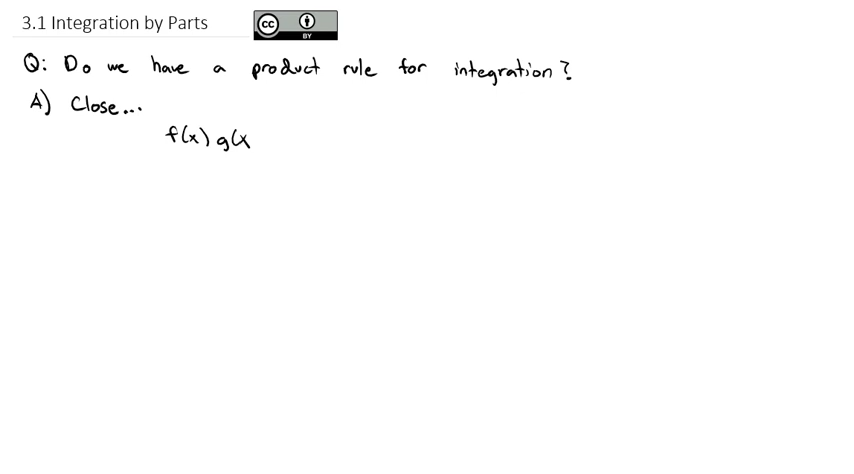 3.1 Integration by Parts
cc BY
Q: Do we have a product rule for integration?
A) Close...
f(x) g(x